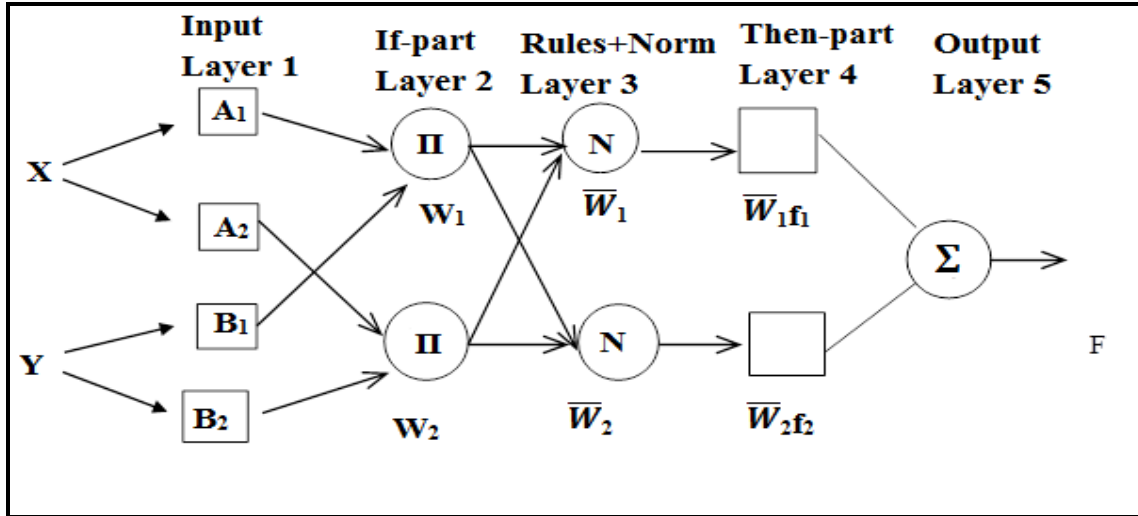 Input
Layer 1
If-part
Layer 2
Rules+Norm
Layer 3
Then-part
Layer 4
Output
Layer 5
X
Y
A₁
A₂
B₁
B₂
Π
W₁
Π
W₂
N
W̅₁
N
W̅₂
W̅₁f₁
W̅₂f₂
Σ
F